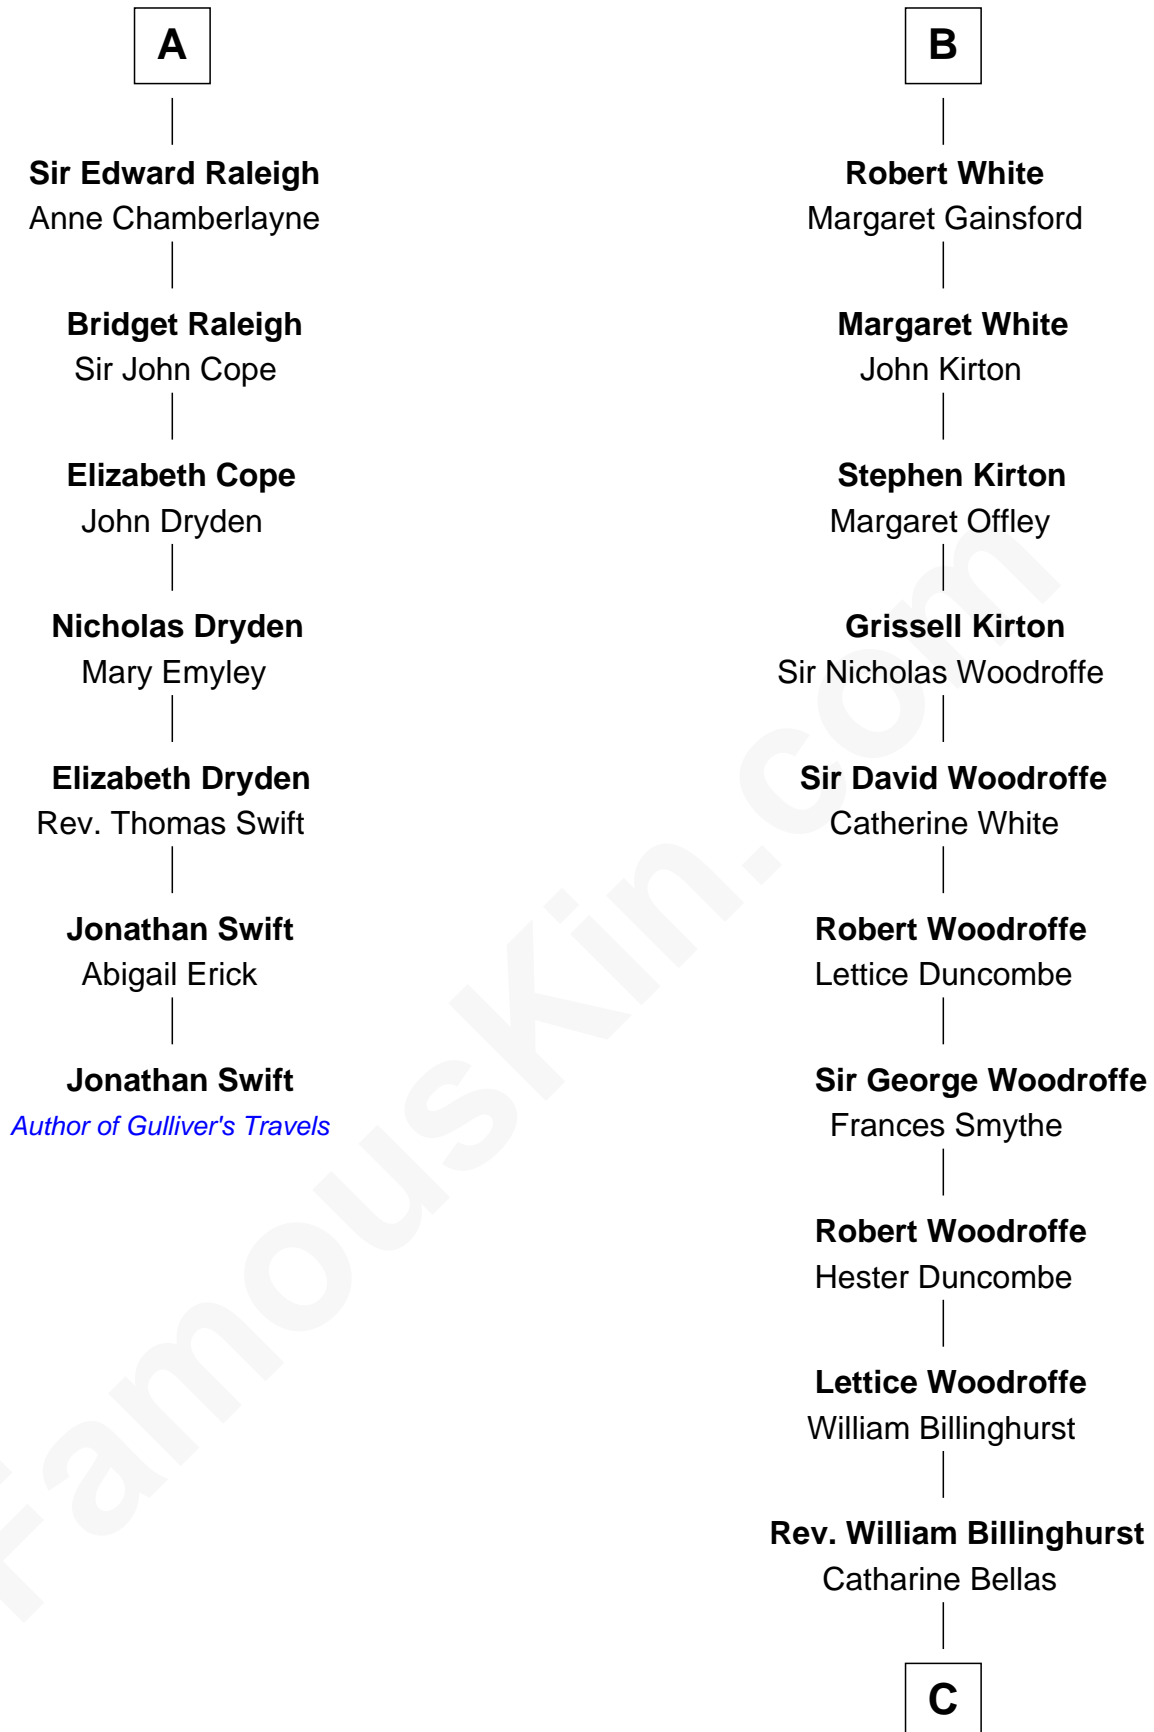 A
Sir Edward Raleigh
Anne Chamberlayne
Bridget Raleigh
Sir John Cope
Elizabeth Cope
John Dryden
Nicholas Dryden
Mary Emyley
Elizabeth Dryden
Rev. Thomas Swift
Jonathan Swift
Abigail Erick
Jonathan Swift
Author of Gulliver's Travels
B
Robert White
Margaret Gainsford
Margaret White
John Kirton
Stephen Kirton
Margaret Offley
Grissell Kirton
Sir Nicholas Woodroffe
Sir David Woodroffe
Catherine White
Robert Woodroffe
Lettice Duncombe
Sir George Woodroffe
Frances Smythe
Robert Woodroffe
Hester Duncombe
Lettice Woodroffe
William Billinghurst
Rev. William Billinghurst
Catharine Bellas
C
FamousKin.com